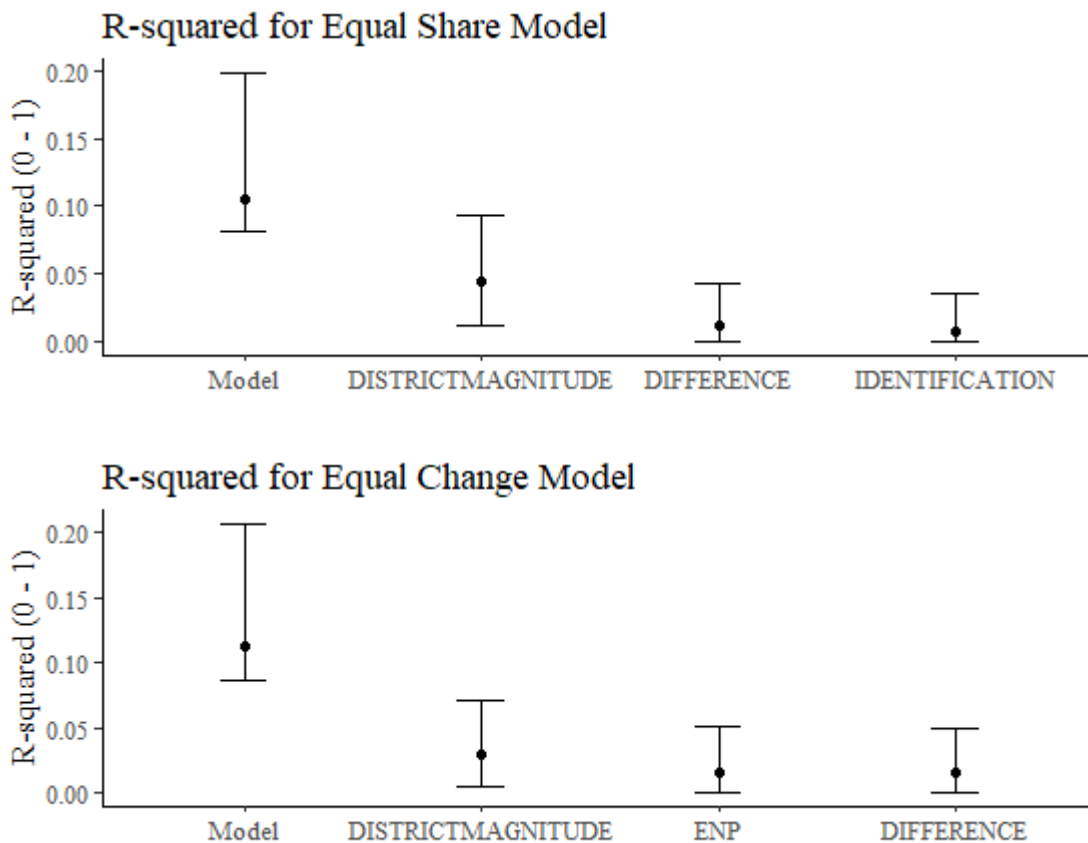 R-squared for Equal Share Model
R-squared (0 - 1)
0.20
0.15
0.10
0.05
0.00
Model DISTRICTMAGNITUDE DIFFERENCE IDENTIFICATION
R-squared for Equal Change Model
R-squared (0 - 1)
0.20
0.15
0.10
0.05
0.00
Model DISTRICTMAGNITUDE ENP DIFFERENCE